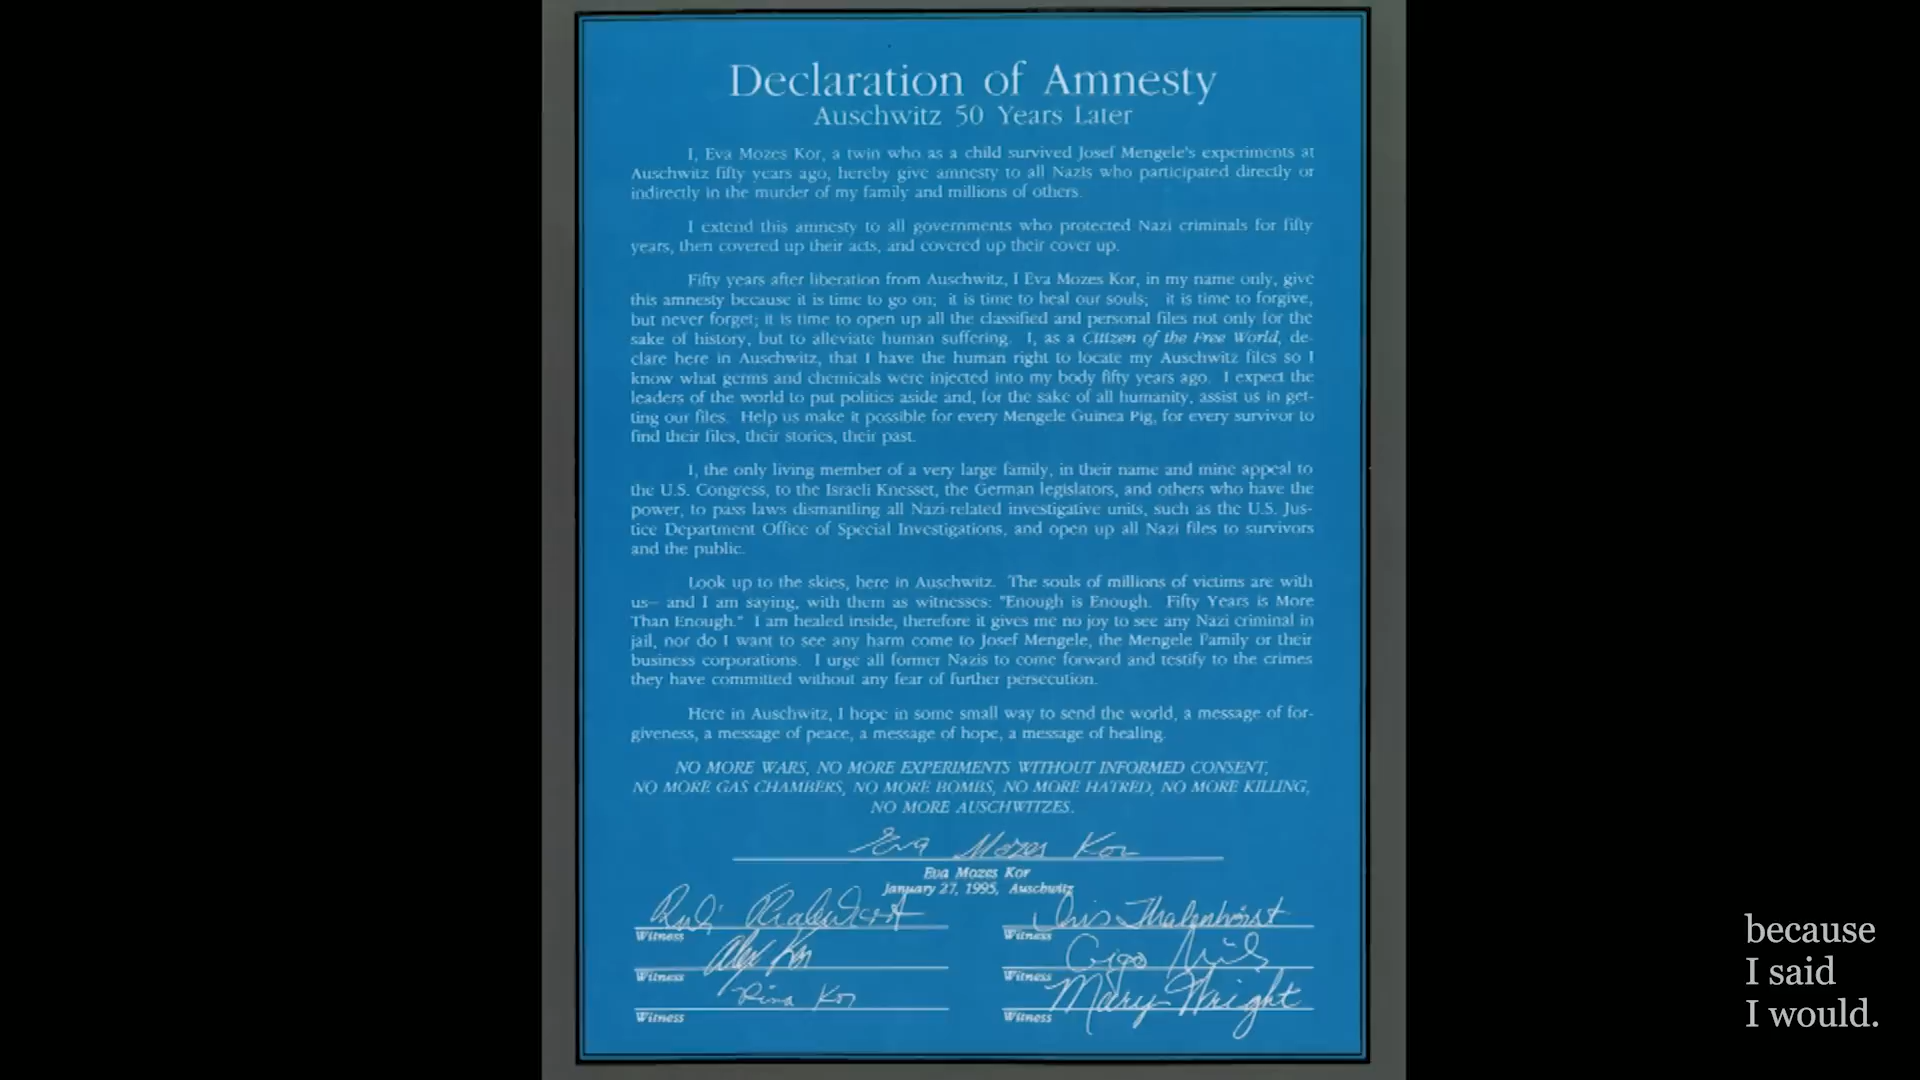 Declaration of Amnesty
Auschwitz 50 Years Later
I, Eva Mozes Kor, a twin who as a child survived Josef Mengele's experiments at
Auschwitz fifty years ago, hereby give amnesty to all Nazis who participated directly or
indirectly in the murder of my family and millions of others.
I extend this amnesty to all governments who protected Nazi criminals for fifty
years, then covered up their acts, and covered up their cover up.
Fifty years after liberation from Auschwitz, I Eva Mozes Kor, in my name only, give
this amnesty because it is time to go on; it is time to heal our souls; it is time to forgive,
but never forget; it is time to open up all the classified and personal files not only for the
sake of history, but to alleviate human suffering. I, as a Citizen of the Free World, de-
clare here in Auschwitz, that I have the human right to locate my Auschwitz files so I
know what germs and chemicals were injected into my body fifty years ago. I expect the
leaders of the world to put politics aside and, for the sake of all humanity, assist us in get-
ting our files. Help us make it possible for every Mengele Guinea Pig, for every survivor to
find their files, their stories, their past.
I, the only living member of a very large family, in their name and mine appeal to
the U.S. Congress, to the Israeli Knesset, the German legislators, and others who have the
power, to pass laws dismantling all Nazi-related investigative units, such as the U.S. Jus-
tice Department Office of Special Investigations, and open up all Nazi files to survivors
and the public.
Look up to the skies, here in Auschwitz. The souls of millions of victims are with
us— and I am saying, with them as witnesses: "Enough is Enough. Fifty Years is More
Than Enough." I am healed inside, therefore it gives me no joy to see any Nazi criminal in
jail, nor do I want to see any harm come to Josef Mengele, the Mengele Family or their
business corporations. I urge all former Nazis to come forward and testify to the crimes
they have committed without any fear of further persecution.
Here in Auschwitz, I hope in some small way to send the world, a message of for-
giveness, a message of peace, a message of hope, a message of healing.
NO MORE WARS, NO MORE EXPERIMENTS WITHOUT INFORMED CONSENT,
NO MORE GAS CHAMBERS, NO MORE BOMBS, NO MORE HATRED, NO MORE KILLING,
NO MORE AUSCHWITZES.
Eva Mozes Kor
Eva Mozes Kor
January 27, 1995, Auschwitz
Thalenhorst
Witness
Witness
Alex Kor
Witness
Witness
Rina Kor
Mary Wright
Witness
Witness
because
I said
I would.